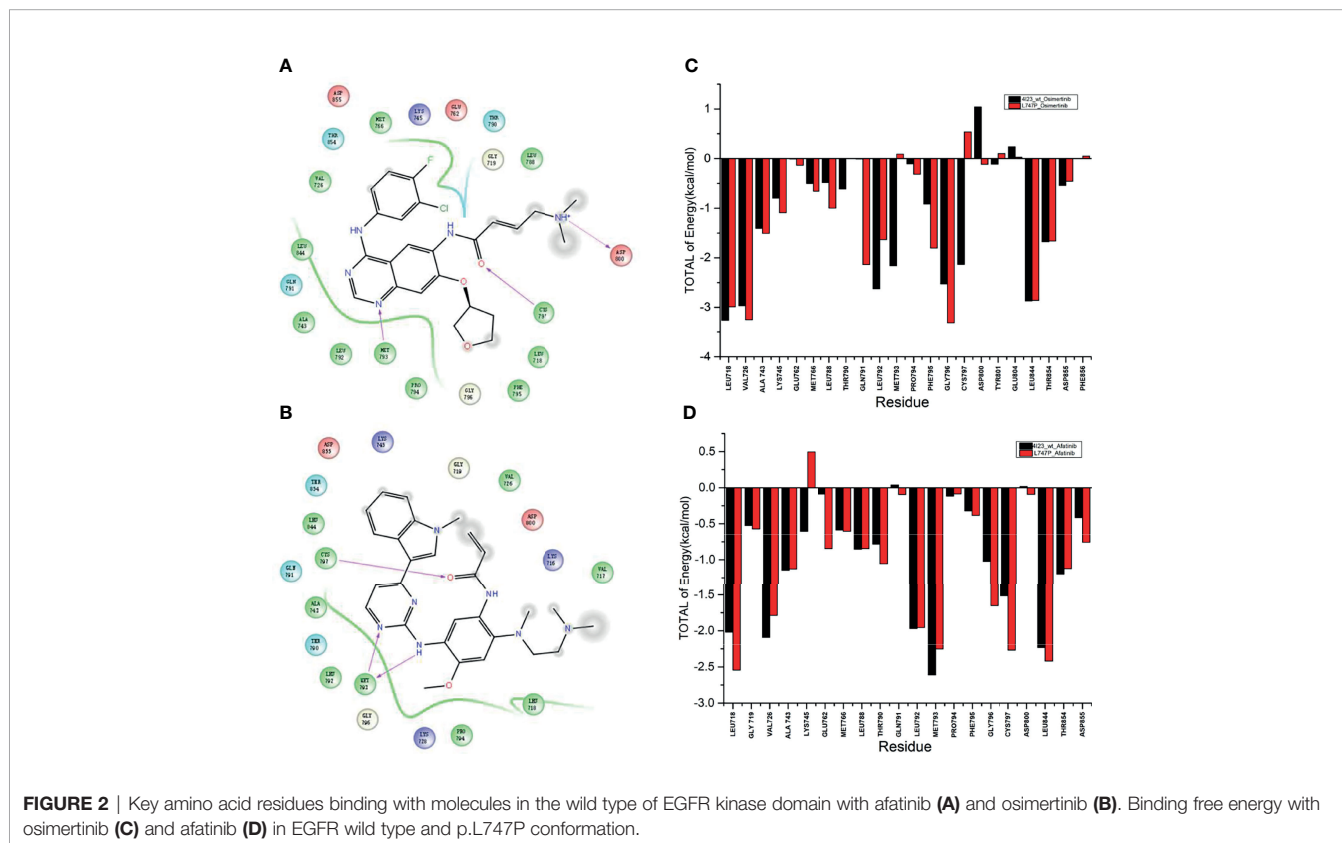 A
ASP
855
MET
766
LYS
745
GLU
762
THR
790
THR
854
GLY
719
LEU
788
VAL
726
F
Cl
HN
N
N
H
N
O
O
O
NH+
ASP
800
LEU
844
GLN
791
ALA
743
LEU
792
MET
793
PRO
794
GLY
796
PHE
795
LEU
718
CYS
797
B
ASP
855
LYS
745
GLY
719
VAL
726
THR
854
LEU
844
CYS
797
GLN
791
ALA
743
THR
790
LEU
792
MET
793
GLY
796
LYS
728
PRO
794
LEU
718
ASP
800
LYS
716
VAL
717
N
O
NH
N
N
N
H
O
N
N
C
4I23_wt_Osimertinib
L747P_Osimertinib
TOTAL of Energy(kcal/mol)
1
0
-1
-2
-3
-4
LEU718
VAL726
ALA 743
LYS745
GLU762
MET766
LEU788
THR790
GLN791
LEU792
MET793
PRO794
PHE795
GLY796
CYS797
ASP800
TYR801
GLU804
LEU844
THR854
ASP855
PHE856
Residue
D
4I23_wt_Afatinib
L747P_Afatinib
TOTAL of Energy(kcal/mol)
0.5
0.0
-0.5
-1.0
-1.5
-2.0
-2.5
-3.0
LEU718
GLY 719
VAL726
ALA 743
LYS745
GLU762
MET766
LEU788
THR790
GLN791
LEU792
MET793
PRO794
PHE795
GLY796
CYS797
ASP800
LEU844
THR854
ASP855
Residue
FIGURE 2 | Key amino acid residues binding with molecules in the wild type of EGFR kinase domain with afatinib (A) and osimertinib (B). Binding free energy with
osimertinib (C) and afatinib (D) in EGFR wild type and p.L747P conformation.